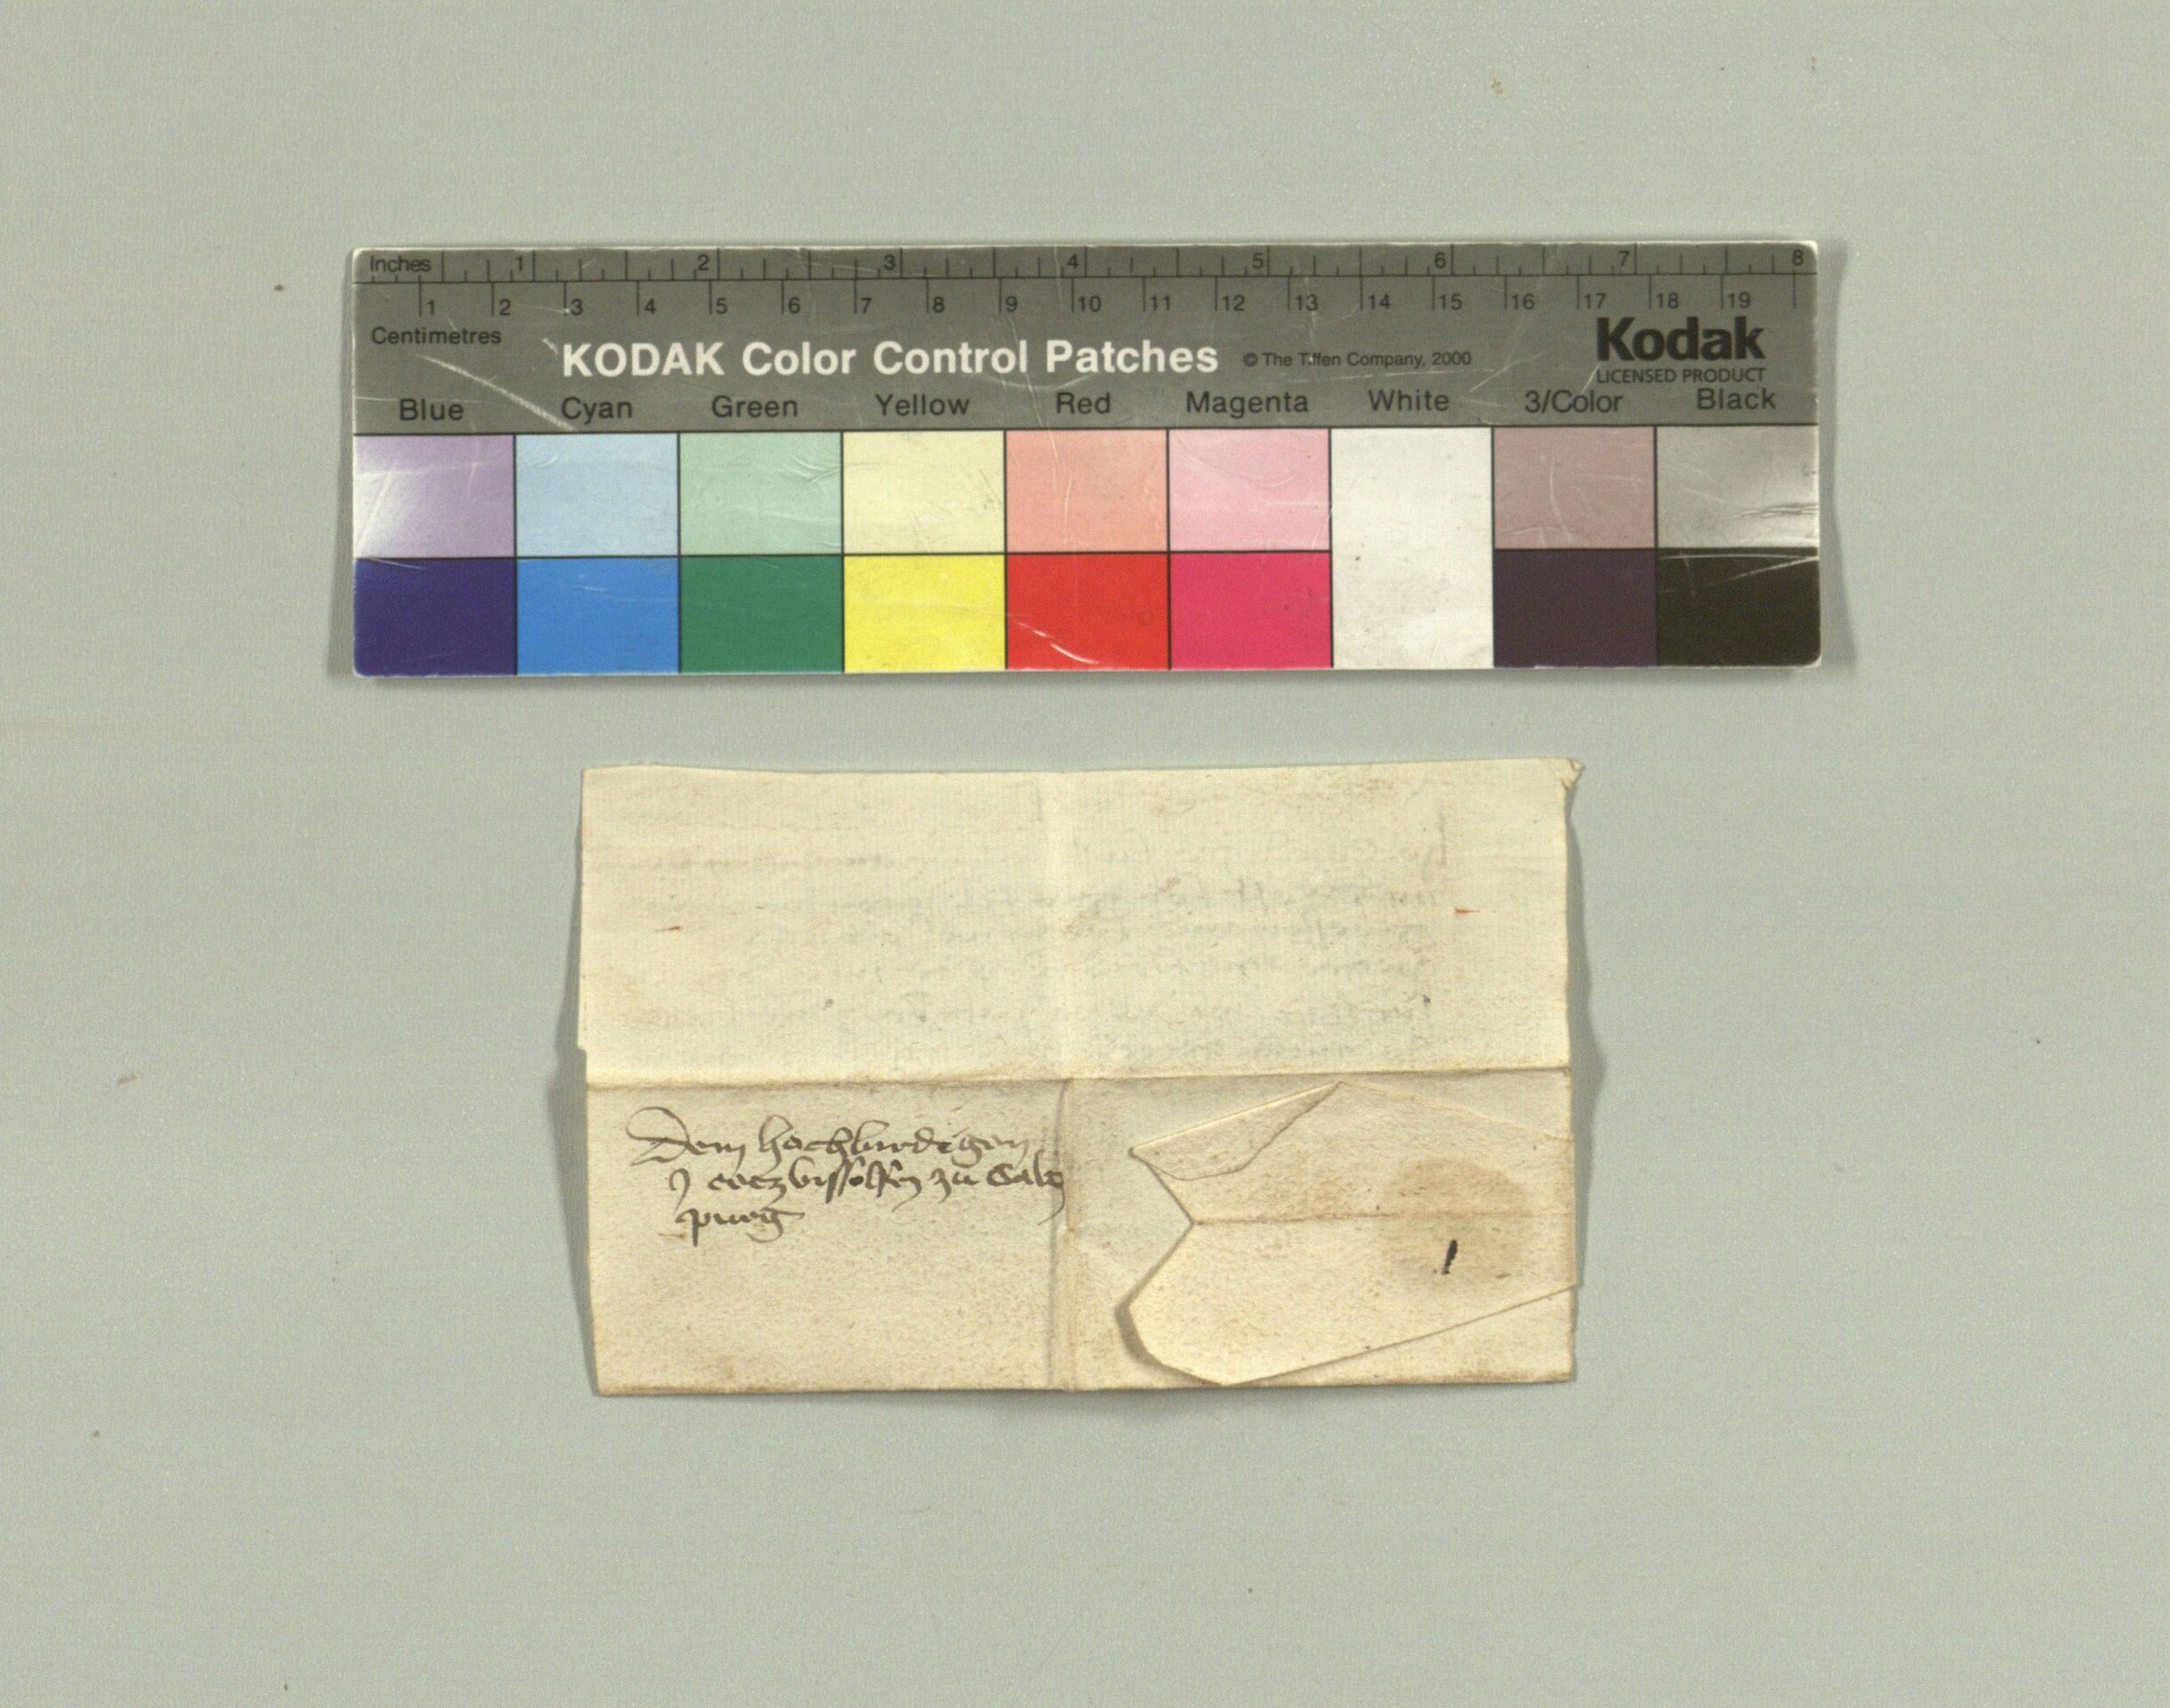 Inches 1 2 3 4 5 6 7 8
1 2 3 4 5 6 7 8 9 10 11 12 13 14 15 16 17 18 19
Centimetres
KODAK Color Control Patches © The Tiffen Company, 2000 Kodak
LICENSED PRODUCT
Blue Cyan Green Yellow Red Magenta White 3/Color Black
Dem hochwirdigen
erczbissolffen zu Salcz
purg